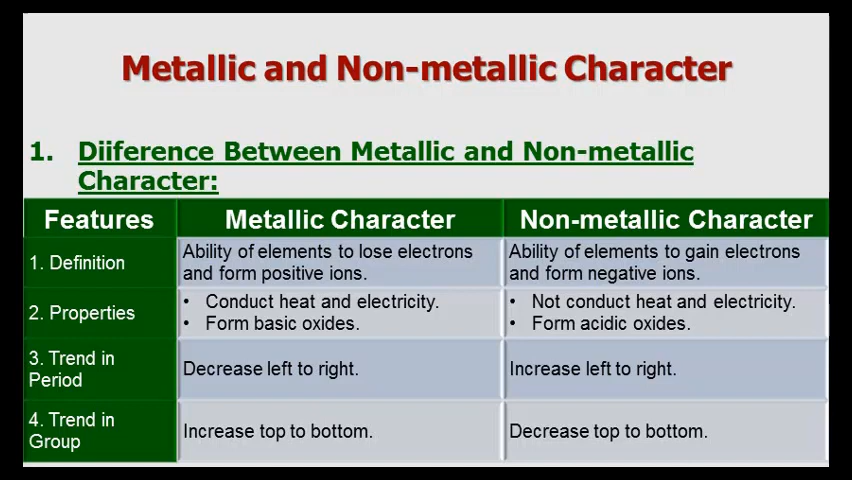 Metallic and Non-metallic Character
1. Diiference Between Metallic and Non-metallic
Character:
Features Metallic Character Non-metallic Character
1. Definition
Ability of elements to lose electrons
and form positive ions.
Ability of elements to gain electrons
and form negative ions.
2. Properties
• Conduct heat and electricity.
• Form basic oxides.
• Not conduct heat and electricity.
• Form acidic oxides.
3. Trend in
Period
Decrease left to right.
Increase left to right.
4. Trend in
Group
Increase top to bottom.
Decrease top to bottom.